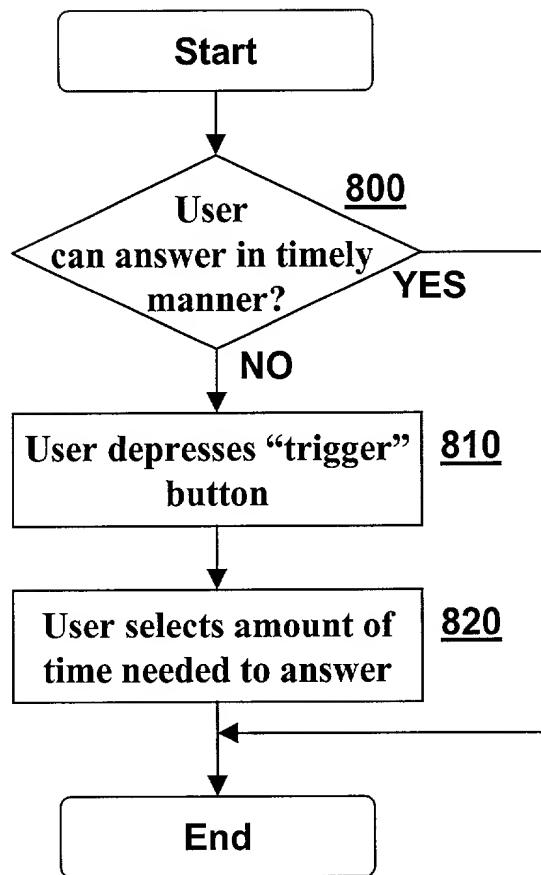 Start
800
User
can answer in timely
manner?
YES
NO
User depresses “trigger”
button
810
User selects amount of
time needed to answer
820
End